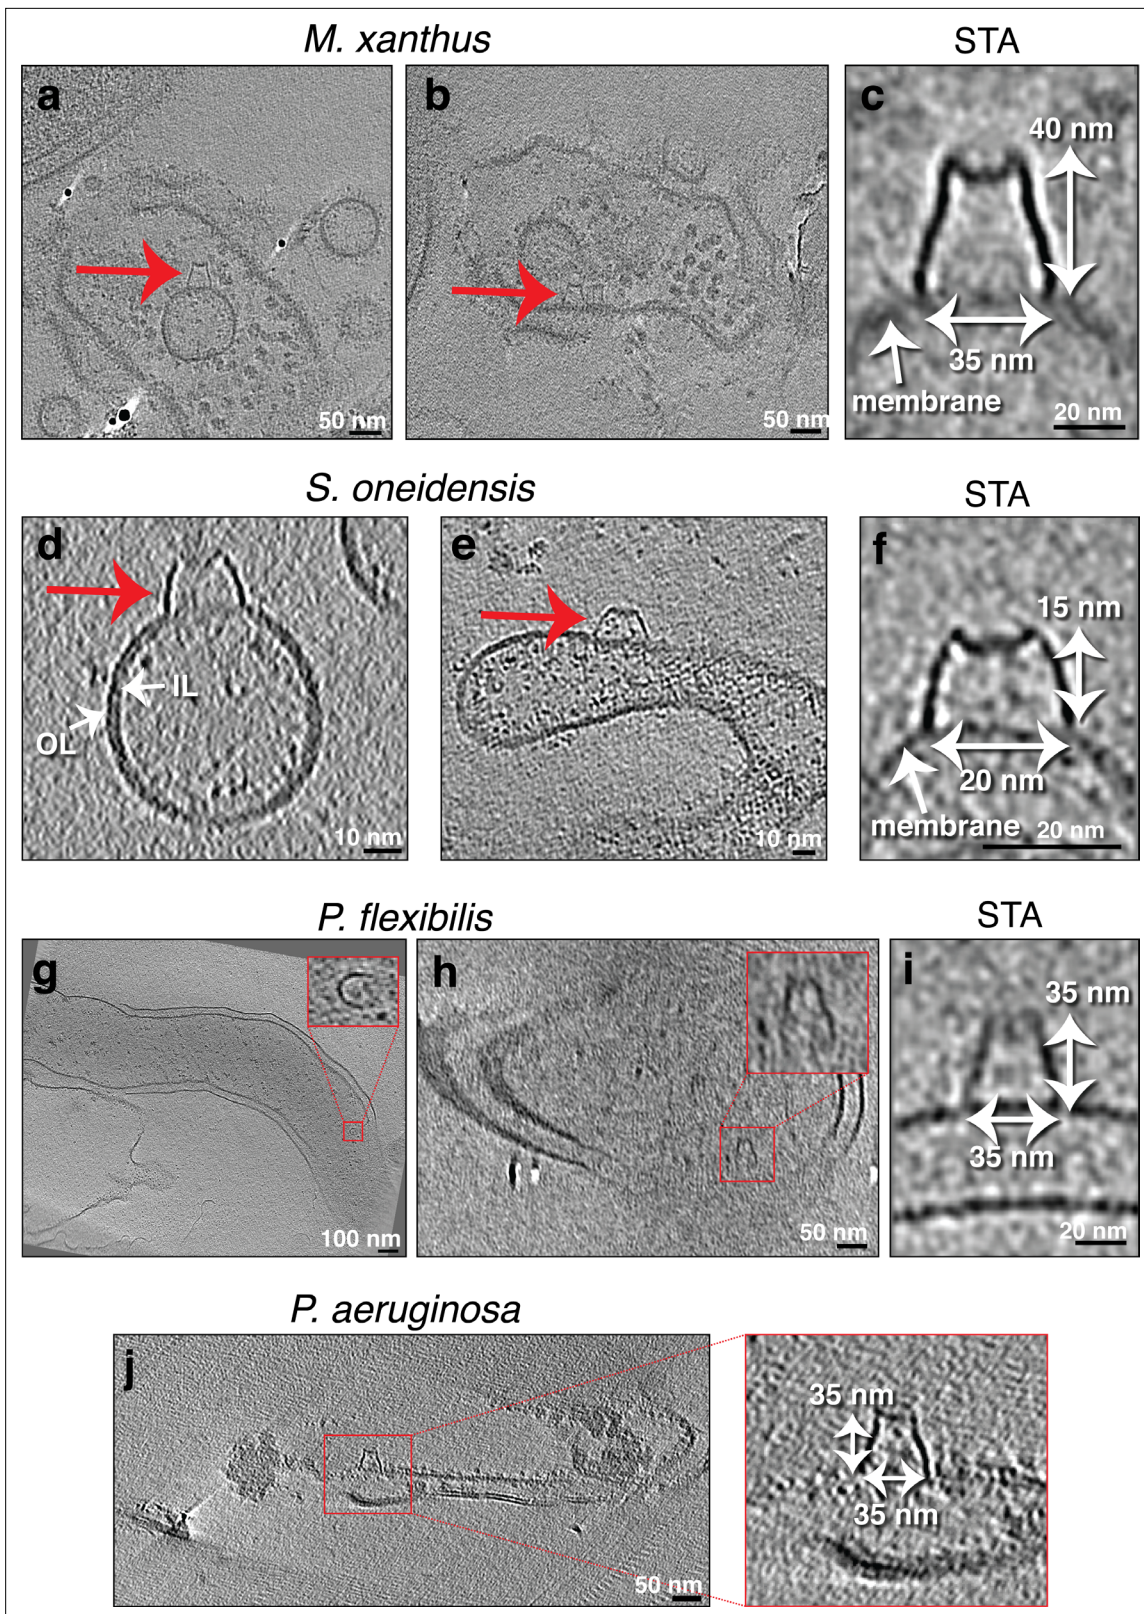 M. xanthus
STA
a
b
c
40 nm
35 nm
membrane
50 nm
50 nm
20 nm
S. oneidensis
STA
d
e
f
15 nm
IL
OL
20 nm
membrane
10 nm
10 nm
20 nm
P. flexibilis
STA
g
h
i
35 nm
35 nm
100 nm
50 nm
20 nm
P. aeruginosa
j
35 nm
35 nm
50 nm